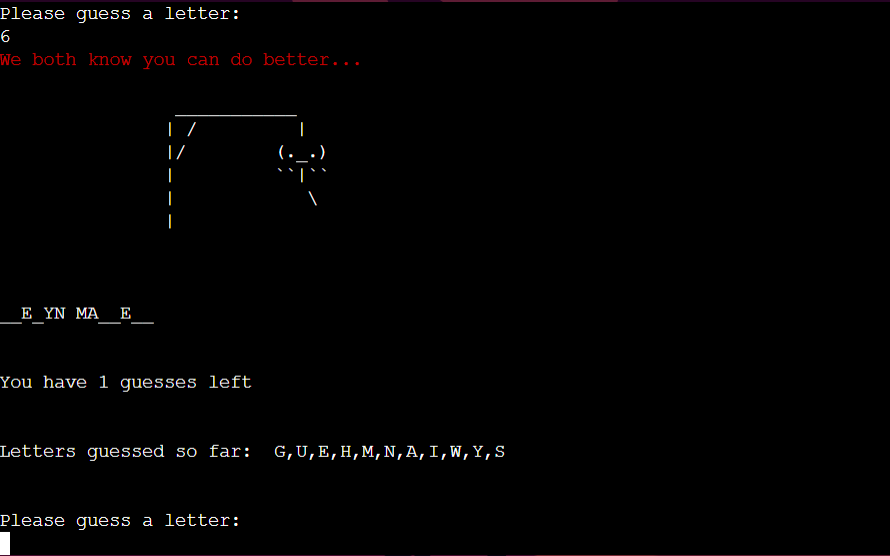 Please guess a letter:
6
We both know you can do better...
__E_YN MA__E__
You have 1 guesses left
Letters guessed so far:  G,U,E,H,M,N,A,I,W,Y,S
Please guess a letter: